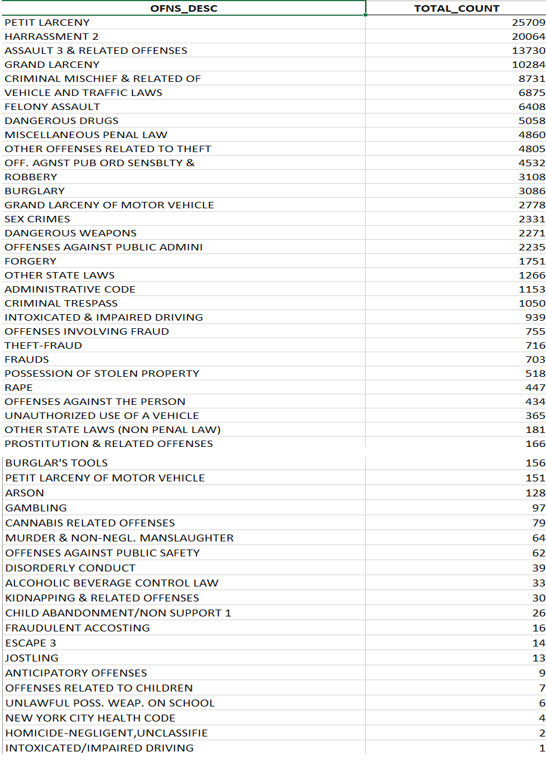 OFNS_DESC TOTAL_COUNT
PETIT LARCENY 25709
HARRASSMENT 2 20064
ASSAULT 3 & RELATED OFFENSES 13730
GRAND LARCENY 10284
CRIMINAL MISCHIEF & RELATED OF 8731
VEHICLE AND TRAFFIC LAWS 6875
FELONY ASSAULT 6408
DANGEROUS DRUGS 5058
MISCELLANEOUS PENAL LAW 4860
OTHER OFFENSES RELATED TO THEFT 4805
OFF. AGNST PUB ORD SENSBLTY & 4532
ROBBERY 3108
BURGLARY 3086
GRAND LARCENY OF MOTOR VEHICLE 2778
SEX CRIMES 2331
DANGEROUS WEAPONS 2271
OFFENSES AGAINST PUBLIC ADMINI 2235
FORGERY 1751
OTHER STATE LAWS 1266
ADMINISTRATIVE CODE 1153
CRIMINAL TRESPASS 1050
INTOXICATED & IMPAIRED DRIVING 939
OFFENSES INVOLVING FRAUD 755
THEFT-FRAUD 716
FRAUDS 703
POSSESSION OF STOLEN PROPERTY 518
RAPE 447
OFFENSES AGAINST THE PERSON 434
UNAUTHORIZED USE OF A VEHICLE 365
OTHER STATE LAWS (NON PENAL LAW) 181
PROSTITUTION & RELATED OFFENSES 166
BURGLAR'S TOOLS 156
PETIT LARCENY OF MOTOR VEHICLE 151
ARSON 128
GAMBLING 97
CANNABIS RELATED OFFENSES 79
MURDER & NON-NEGL. MANSLAUGHTER 64
OFFENSES AGAINST PUBLIC SAFETY 62
DISORDERLY CONDUCT 39
ALCOHOLIC BEVERAGE CONTROL LAW 33
KIDNAPPING & RELATED OFFENSES 30
CHILD ABANDONMENT/NON SUPPORT 1 26
FRAUDULENT ACCOSTING 16
ESCAPE 3 14
JOSTLING 13
ANTICIPATORY OFFENSES 9
OFFENSES RELATED TO CHILDREN 7
UNLAWFUL POSS. WEAP. ON SCHOOL 6
NEW YORK CITY HEALTH CODE 4
HOMICIDE-NEGLIGENT,UNCLASSIFIE 2
INTOXICATED/IMPAIRED DRIVING 1